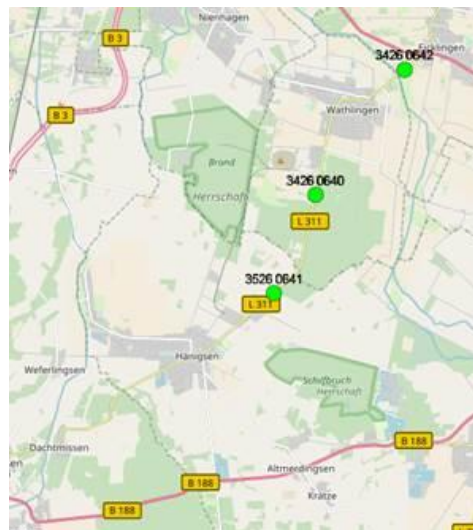 Nienhagen
B 3
Eicklingen
3426 0642
B 3
Wathlingen
Brand
Herrschaft
3426 0640
L 311
3526 0641
L 311
Hänigsen
Weferlingsen
Schilfbruch
Herrschaft
Dachtmissen
B 188
Altmerdingsen
B 188
Krätze
B 188